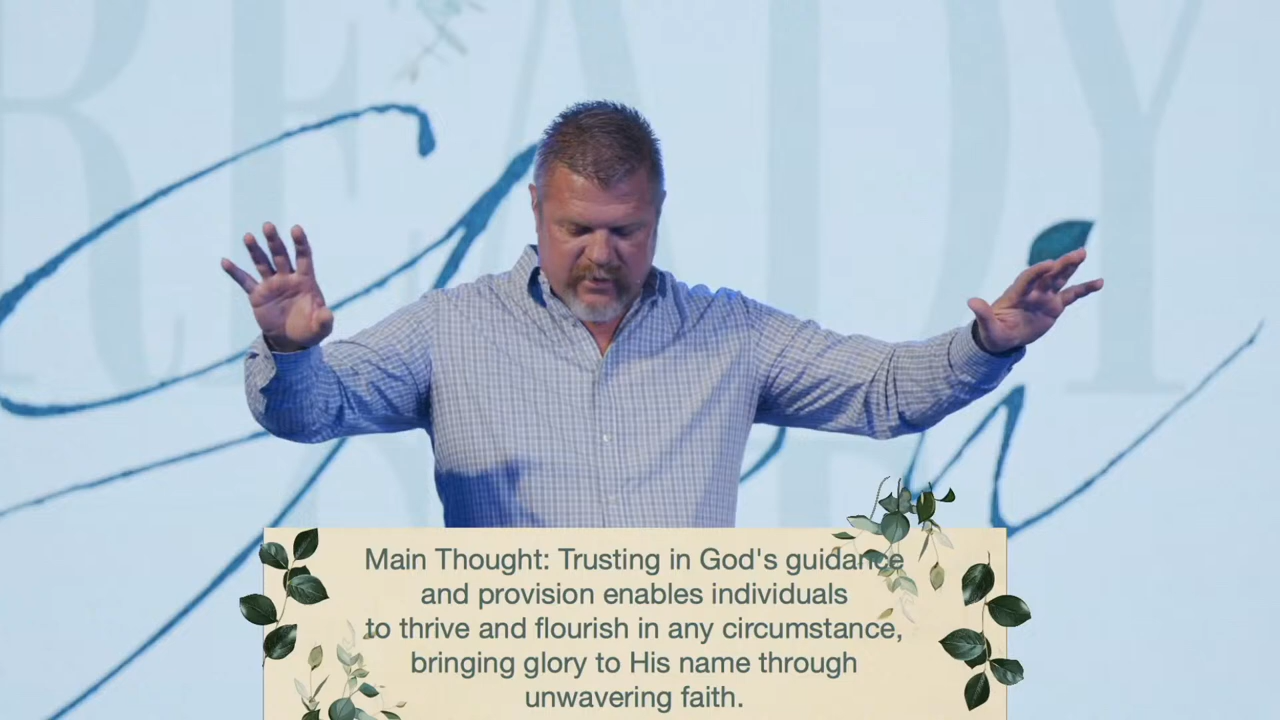 READY
Main Thought: Trusting in God's guidance
and provision enables individuals
to thrive and flourish in any circumstance,
bringing glory to His name through
unwavering faith.